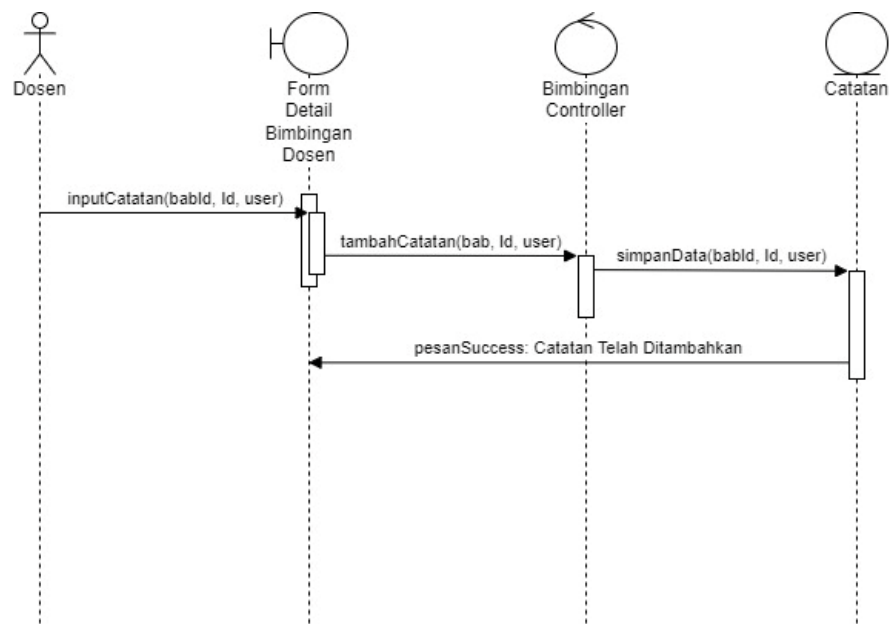 Dosen
Form
Detail
Bimbingan
Dosen
Bimbingan
Controller
Catatan
inputCatatan(babId, Id, user)
tambahCatatan(bab, Id, user)
simpanData(babId, Id, user)
pesanSuccess: Catatan Telah Ditambahkan